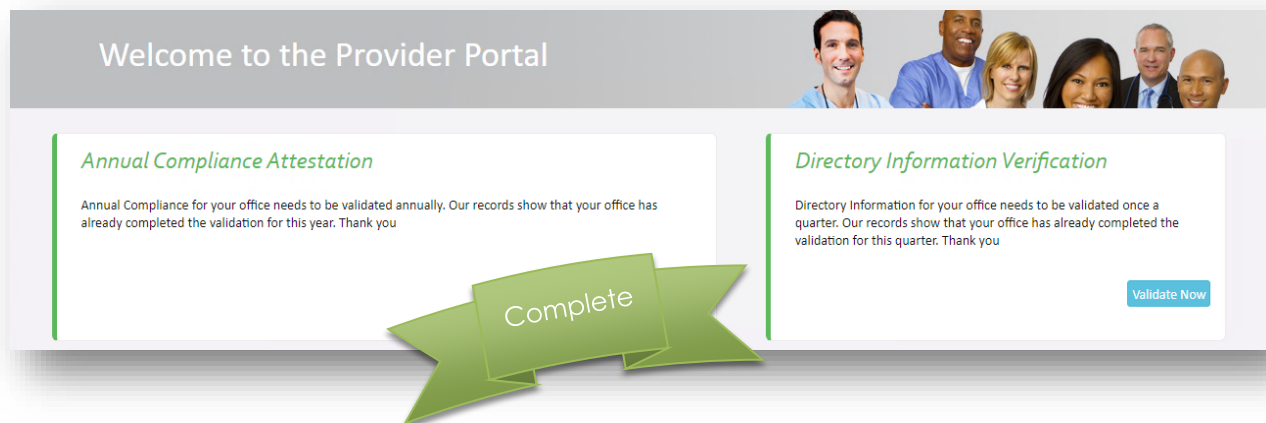 Welcome to the Provider Portal
Annual Compliance Attestation
Annual Compliance for your office needs to be validated annually. Our records show that your office has
already completed the validation for this year. Thank you
Directory Information Verification
Directory Information for your office needs to be validated once a
quarter. Our records show that your office has already completed the
validation for this quarter. Thank you
Validate Now
Complete